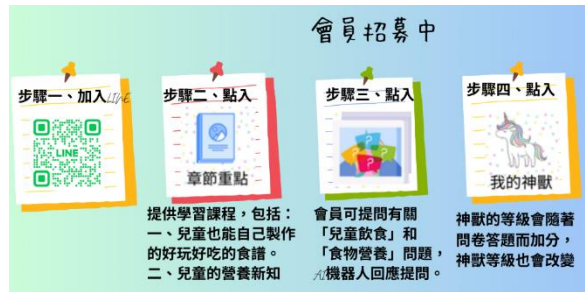 會員招募中
步驟一、加入LINE
LINE
步驟二、點入
章節重點
提供學習課程，包括：
一、兒童也能自己製作
的好玩好吃的食譜。
二、兒童的營養新知
步驟三、點入
? ? ? ?
會員可提問有關
「兒童飲食」和
「食物營養」問題，
AI機器人回應提問。
步驟四、點入
我的神獸
神獸的等級會隨著
問卷答題而加分，
神獸等級也會改變